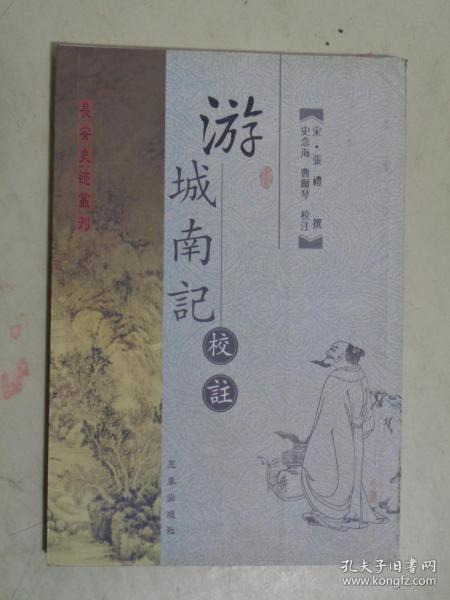 長安史迹叢刊
游城南記
校註
宋·張禮 撰
史念海 曹爾琴 校注
三秦出版社
孔夫子旧书网
www.kongfz.com